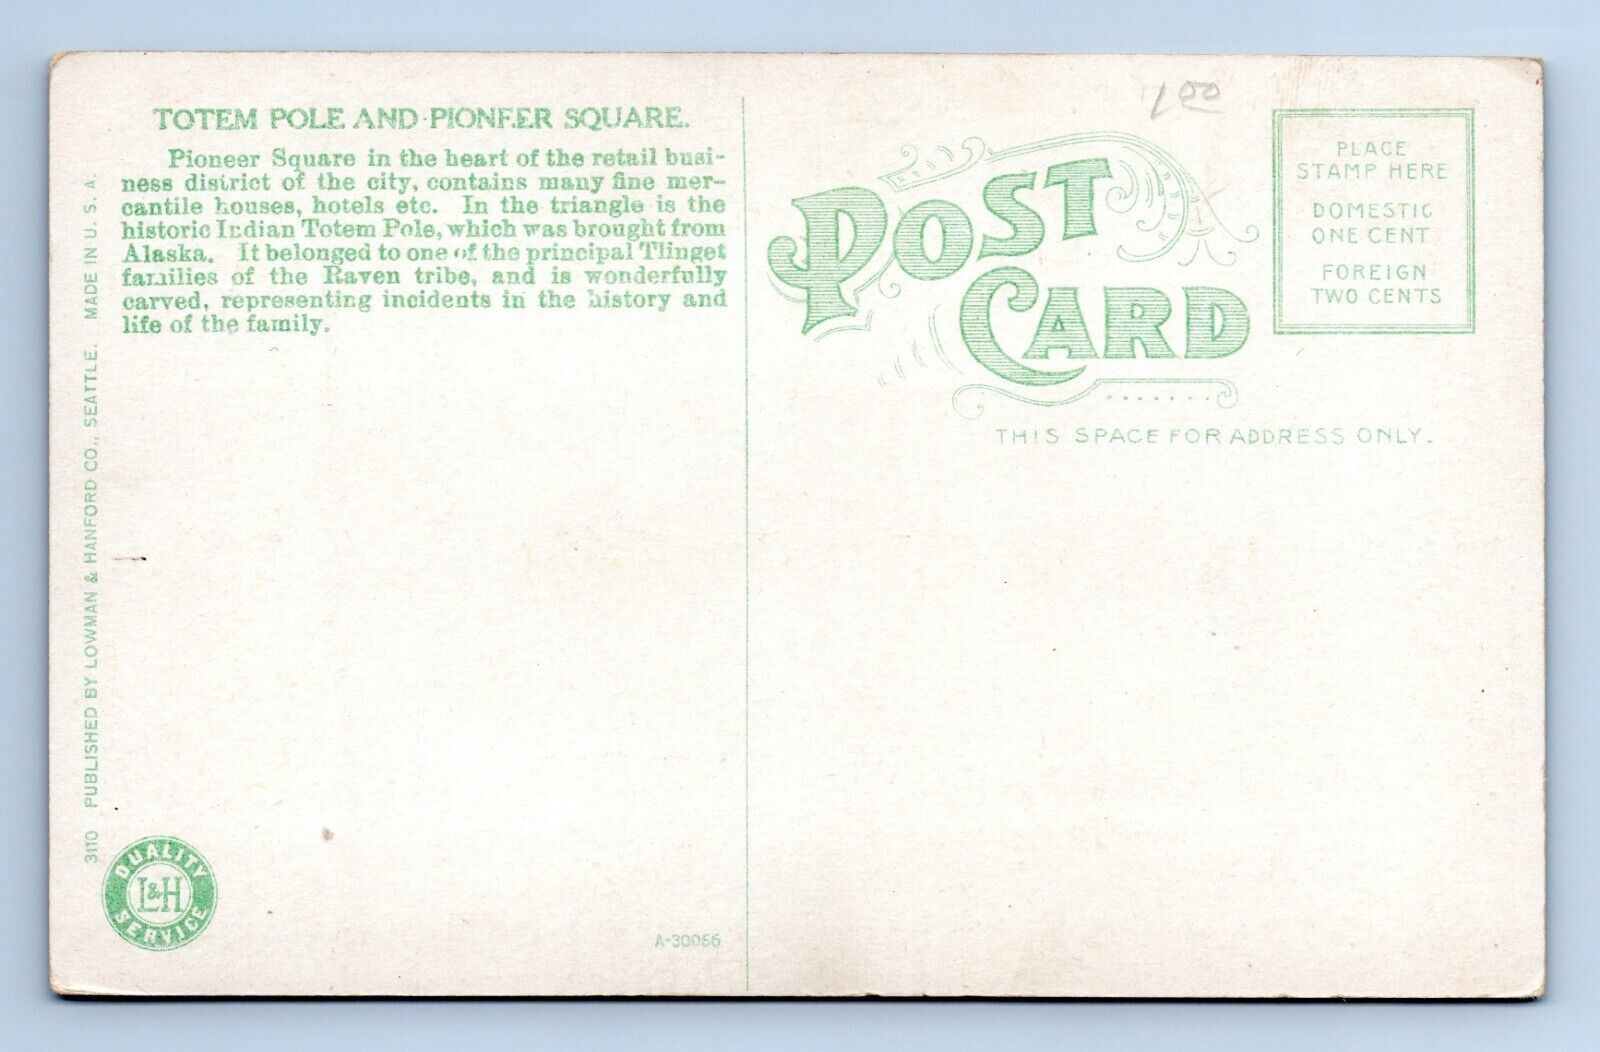 TOTEM POLE AND PIONEER SQUARE.
Pioneer Square in the heart of the retail busi-
ness district of the city, contains many fine mer-
cantile houses, hotels etc. In the triangle is the
historic Indian Totem Pole, which was brought from
Alaska. It belonged to one of the principal Tlinget
families of the Raven tribe, and is wonderfully
carved, representing incidents in the history and
life of the family.
3110 PUBLISHED BY LOWMAN & HANFORD CO., SEATTLE. MADE IN U. S. A.
QUALITY
L&H
SERVICE
A-30056
1.00
POST
CARD
PLACE
STAMP HERE
DOMESTIC
ONE CENT
FOREIGN
TWO CENTS
THIS SPACE FOR ADDRESS ONLY.